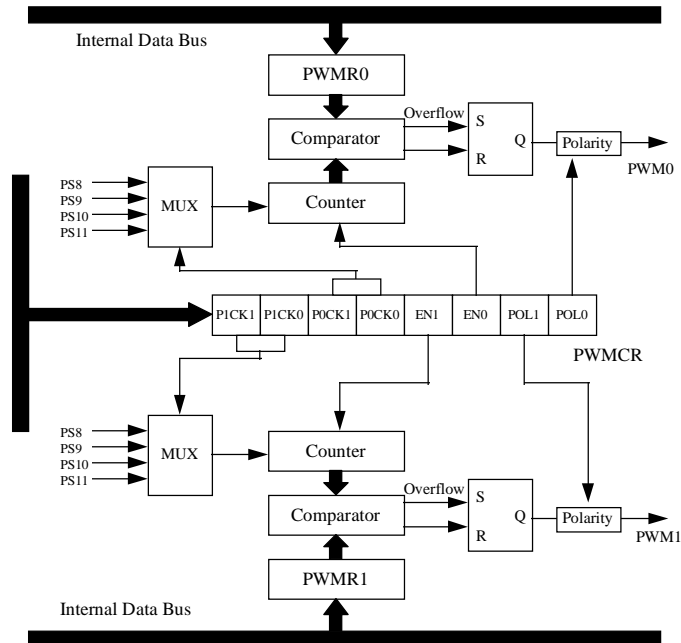 Internal Data Bus
PWMR0
Comparator
Overflow
S
R
Q
Polarity
PWM0
PS8
PS9
PS10
PS11
MUX
Counter
P1CK1 P1CK0 P0CK1 P0CK0 EN1 EN0 POL1 POL0
PWMCR
PS8
PS9
PS10
PS11
MUX
Counter
Comparator
Overflow
S
R
Q
Polarity
PWM1
PWMR1
Internal Data Bus